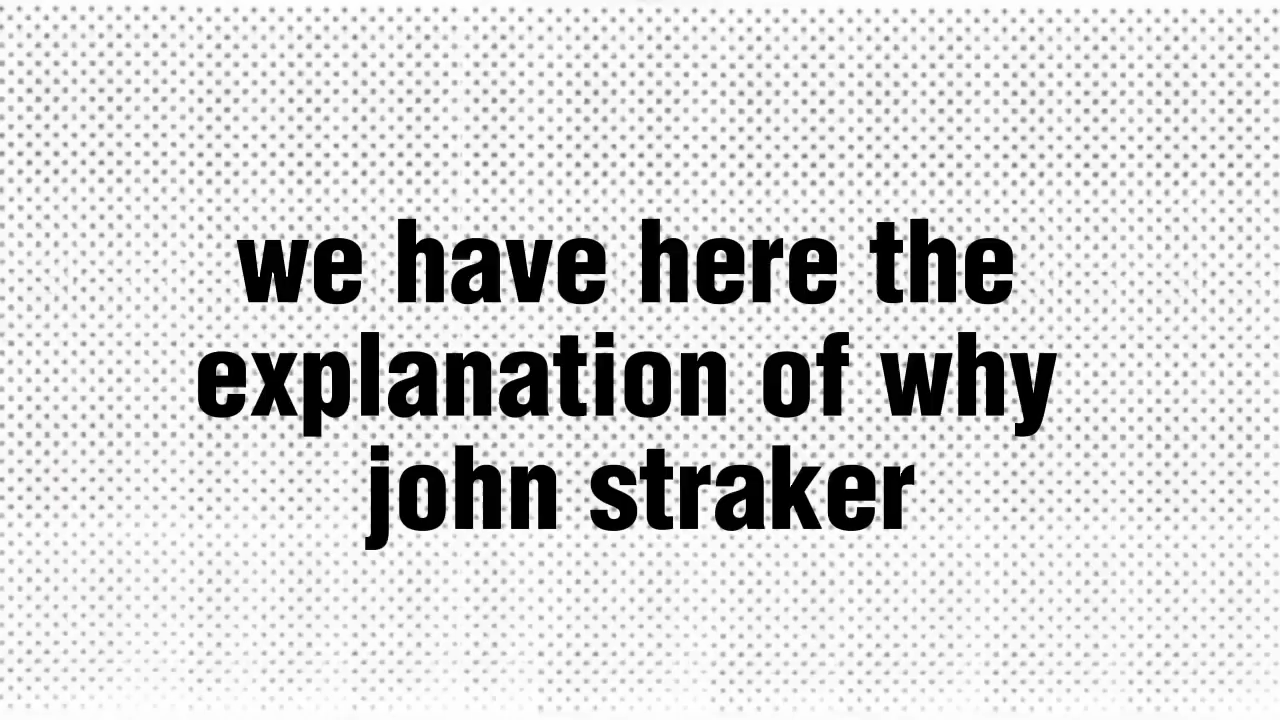 we have here the
explanation of why
john straker